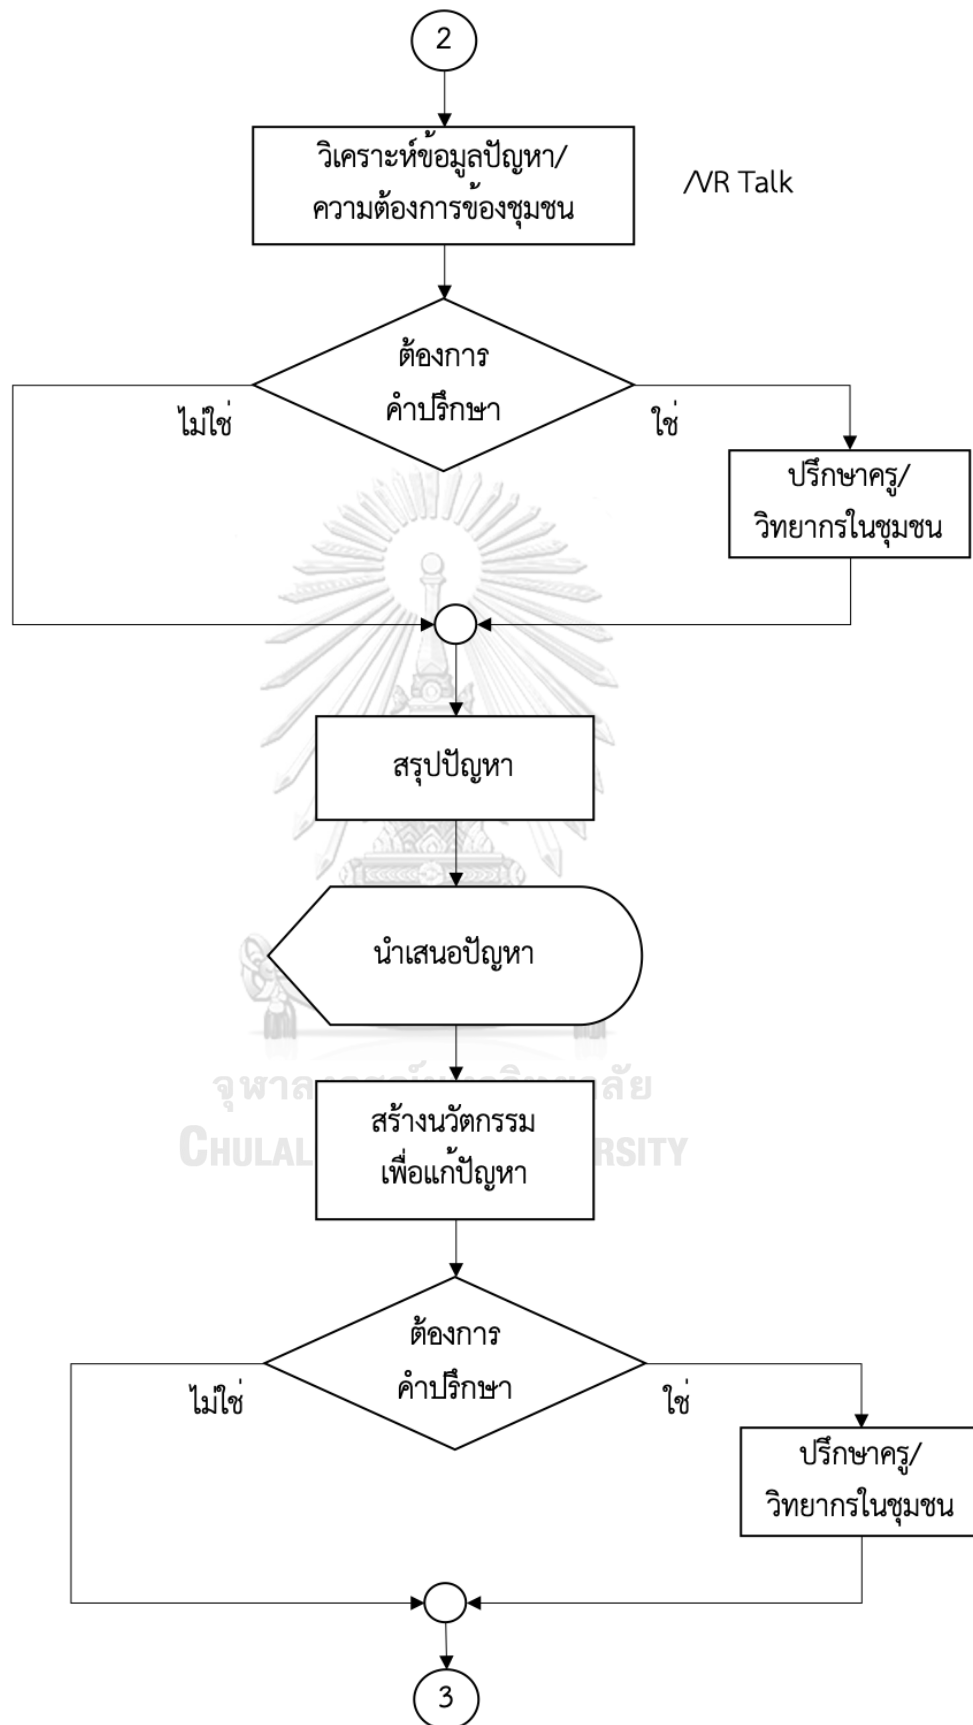 2
วิเคราะห์ข้อมูลปัญหา/
ความต้องการข้องชุมชน
/VR Talk
ต้องการ
คำปรึกษา
ไม่ใช่
ใช่
ปรึกษาครู/
วิทยากรในชุมชน
สรุปปัญหา
นำเสนอปัญหา
สร้างนวัตกรรม
เพื่อแก้ปัญหา
ต้องการ
คำปรึกษา
ไม่ใช่
ใช่
ปรึกษาครู/
วิทยากรในชุมชน
3